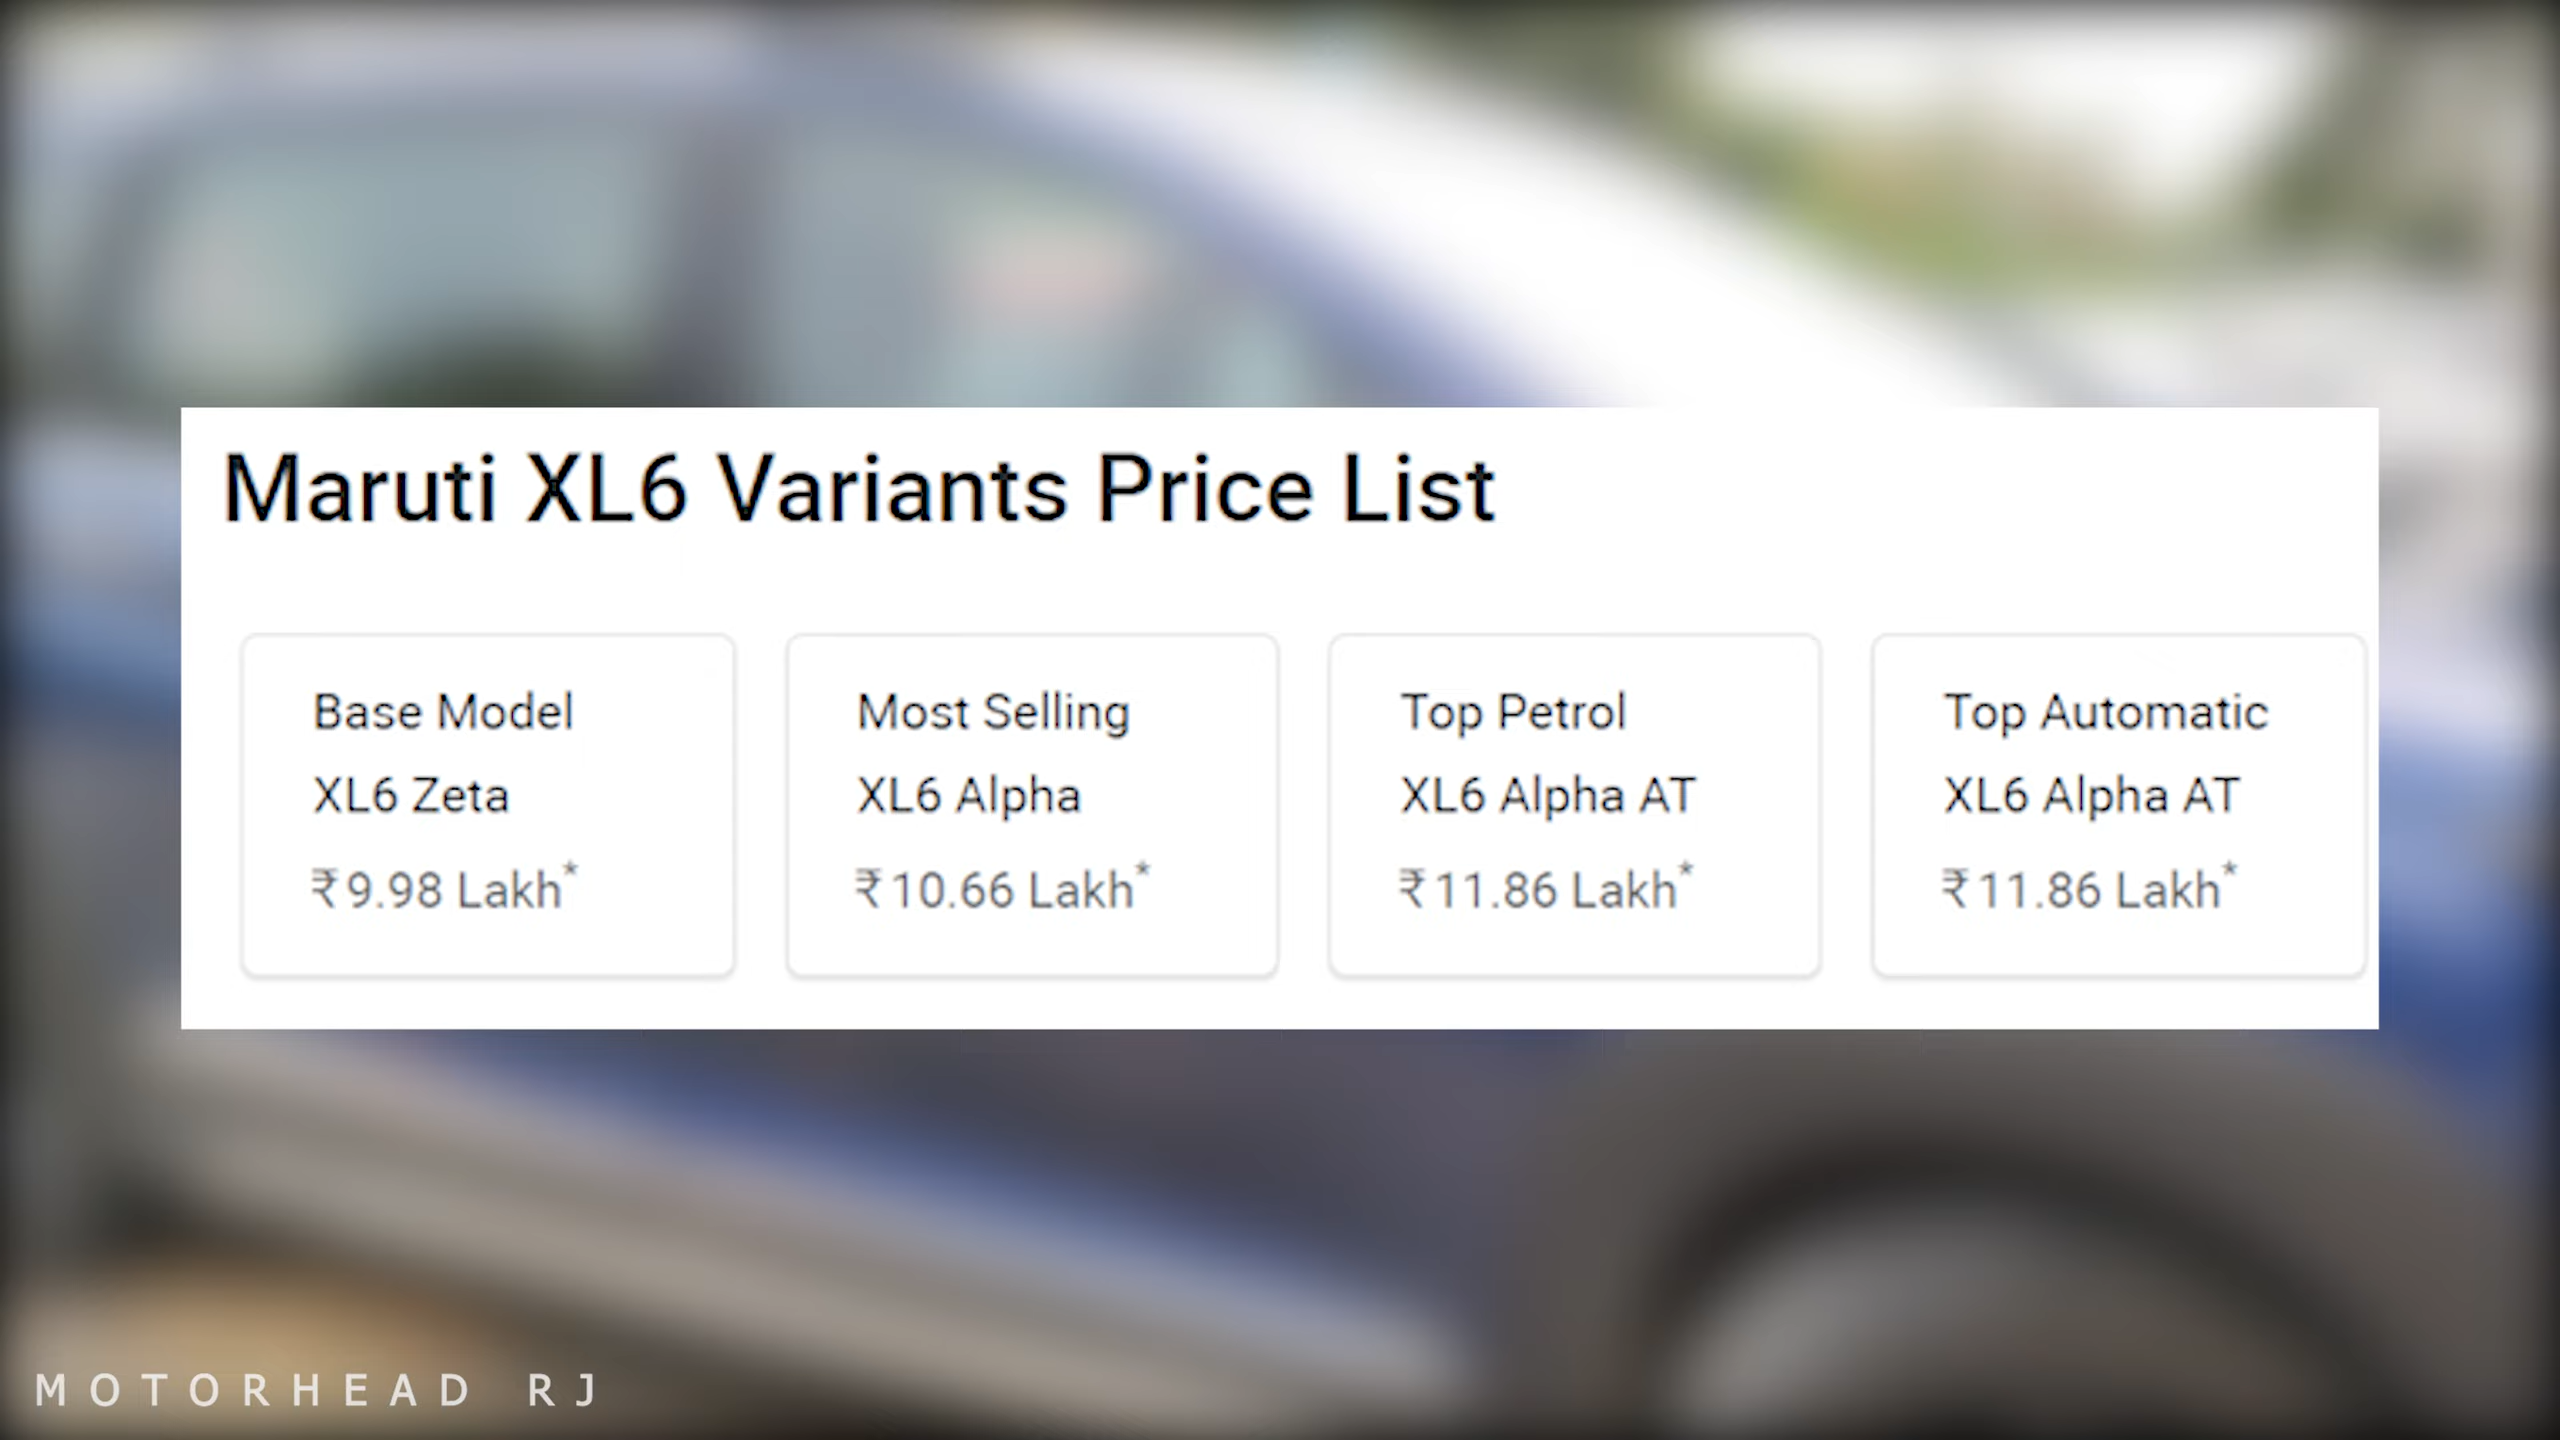 Maruti XL6 Variants Price List
Base Model
XL6 Zeta
₹9.98 Lakh*
Most Selling
XL6 Alpha
₹10.66 Lakh*
Top Petrol
XL6 Alpha AT
₹11.86 Lakh*
Top Automatic
XL6 Alpha AT
₹11.86 Lakh*
MOTORHEAD RJ